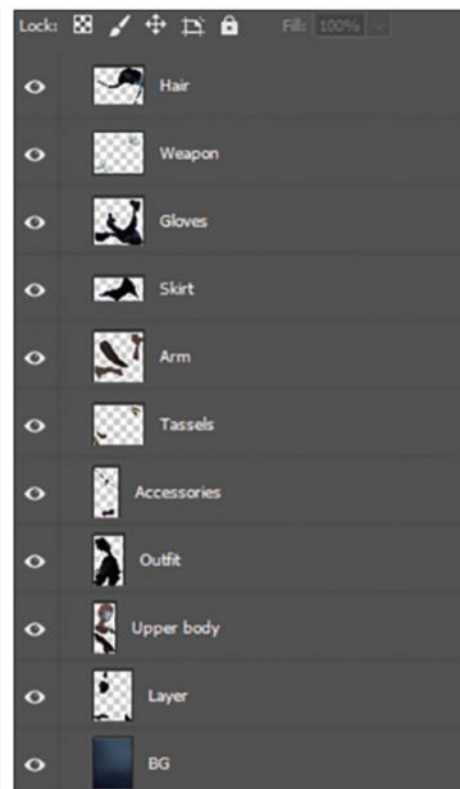 Lock: Fill: 100%
Hair
Weapon
Gloves
Skirt
Arm
Tassels
Accessories
Outfit
Upper body
Layer
BG